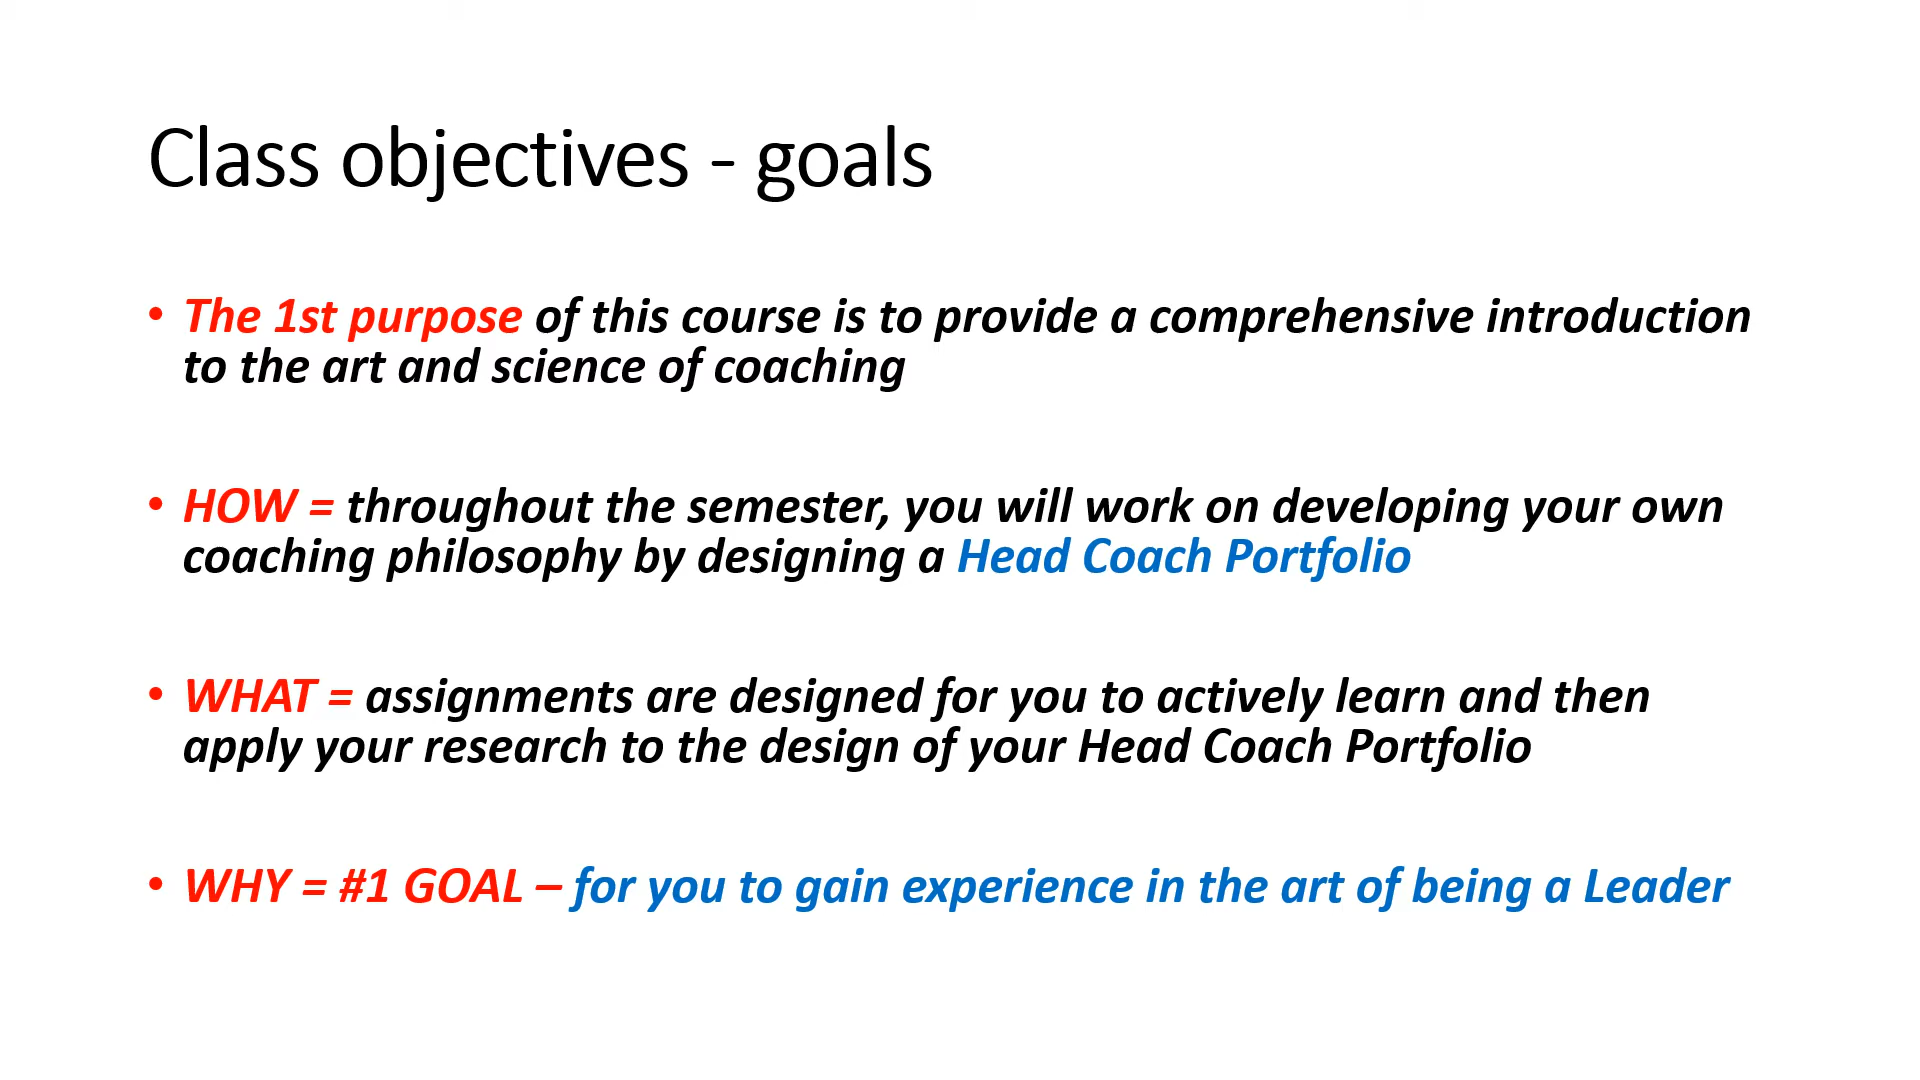 Class objectives - goals
• The 1st purpose of this course is to provide a comprehensive introduction
to the art and science of coaching
• HOW = throughout the semester, you will work on developing your own
coaching philosophy by designing a Head Coach Portfolio
• WHAT = assignments are designed for you to actively learn and then
apply your research to the design of your Head Coach Portfolio
• WHY = #1 GOAL – for you to gain experience in the art of being a Leader